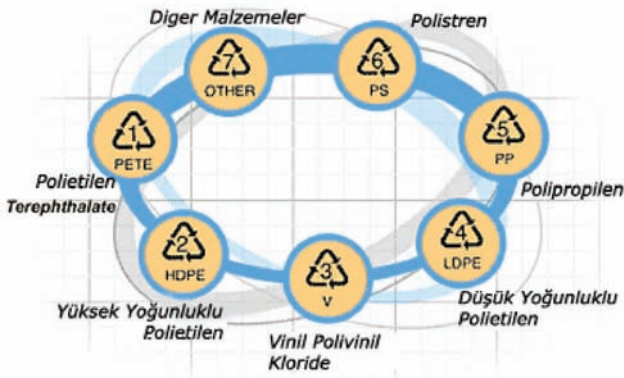 Diger Malzemeler
Polistren
7
OTHER
6
PS
1
PETE
5
PP
Polietilen
Terephthalate
Polipropilen
2
HDPE
3
V
4
LDPE
Yüksek Yoğunluklu
Polietilen
Vinil Polivinil
Kloride
Düşük Yoğunluklu
Polietilen